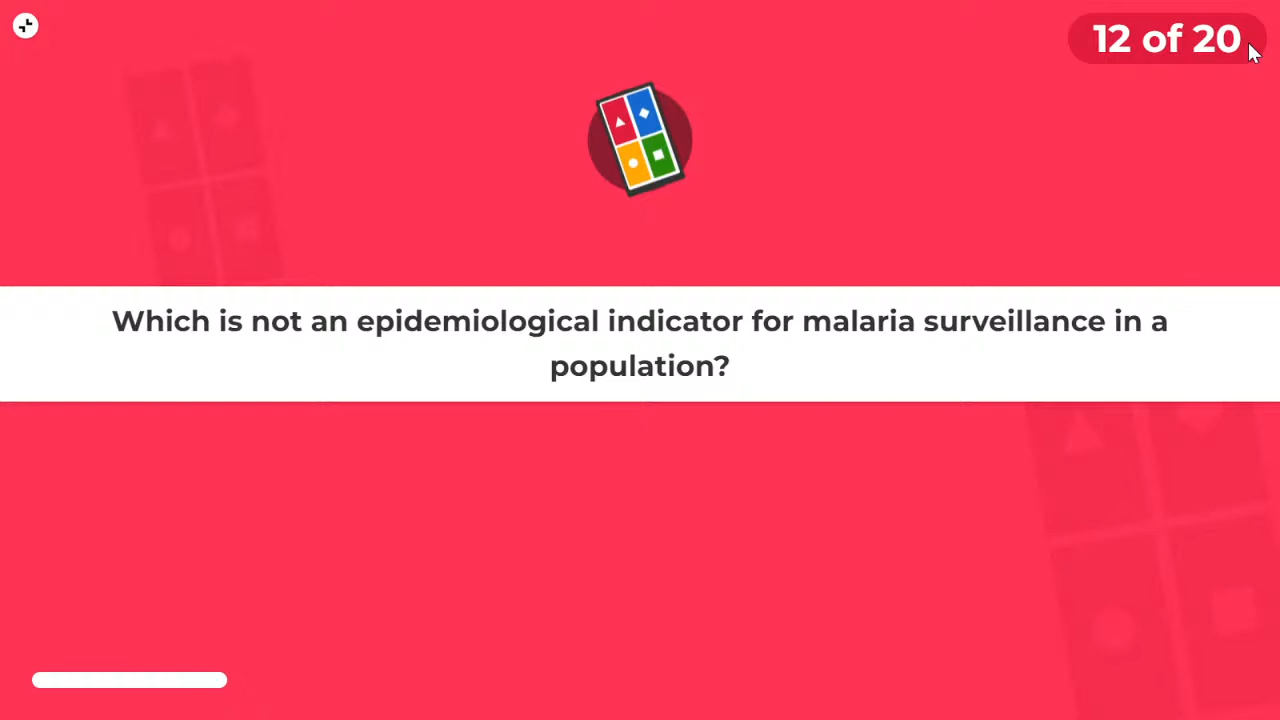 12 of 20
Which is not an epidemiological indicator for malaria surveillance in a
population?